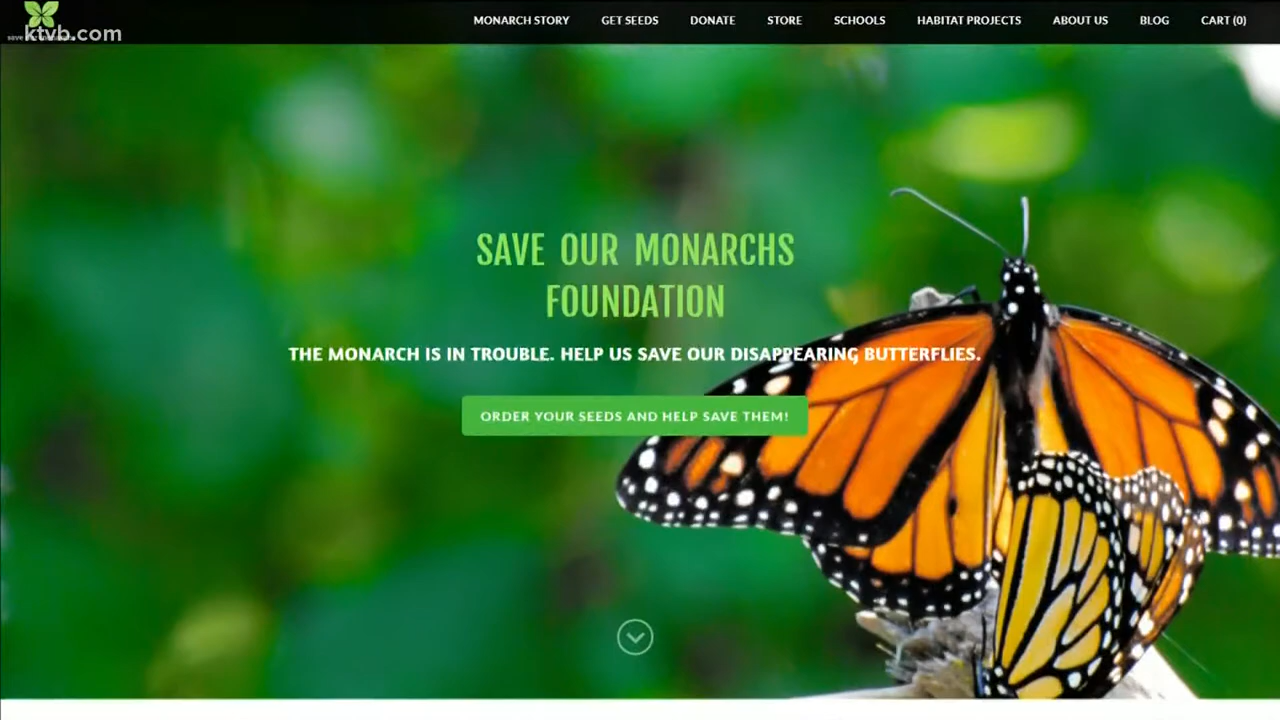 ktvb.com
MONARCH STORY GET SEEDS DONATE STORE SCHOOLS HABITAT PROJECTS ABOUT US BLOG CART (0)
SAVE OUR MONARCHS
FOUNDATION
THE MONARCH IS IN TROUBLE. HELP US SAVE OUR DISAPPEARING BUTTERFLIES.
ORDER YOUR SEEDS AND HELP SAVE THEM!